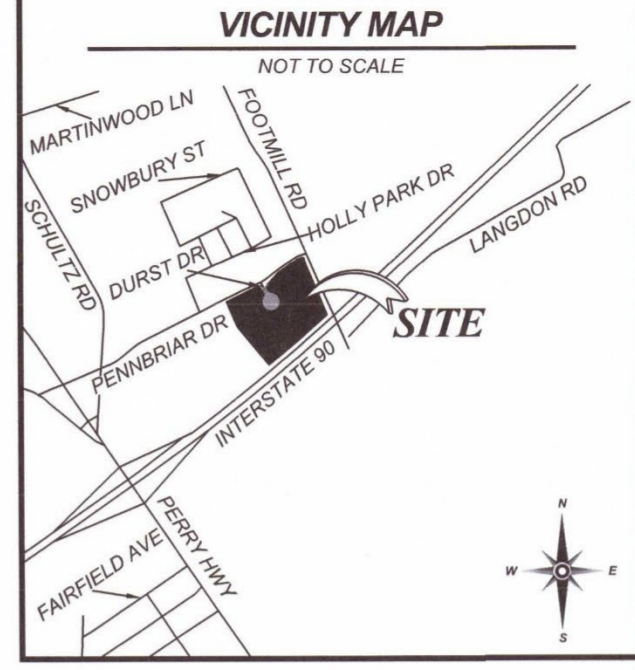 VICINITY MAP
NOT TO SCALE
MARTINWOOD LN
FOOTMILL RD
SNOWBURY ST
HOLLY PARK DR
SCHULTZ RD
LANGDON RD
DURST DR
SITE
PENNBRIAR DR
INTERSTATE 90
PERRY HWY
FAIRFIELD AVE
N
W
E
S